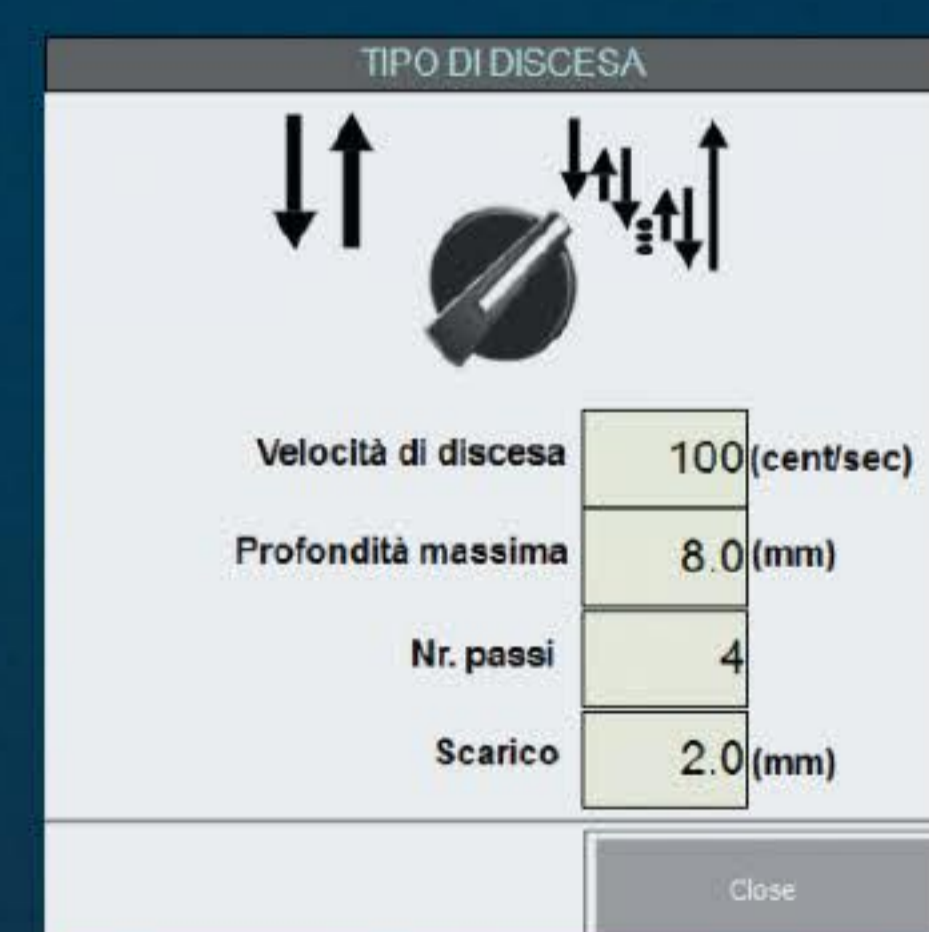 TIPO DI DISCESA
Velocità di discesa 100 (cent/sec)
Profondità massima 8.0 (mm)
Nr. passi 4
Scarico 2.0 (mm)
Close